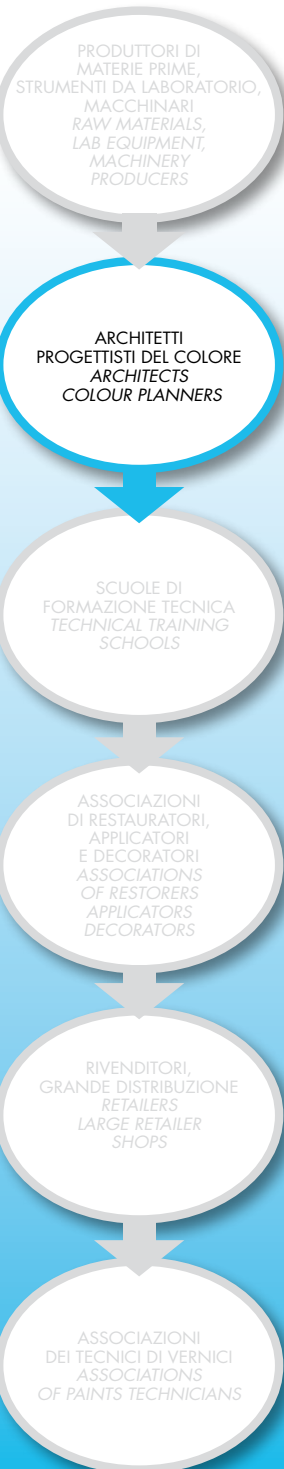 PRODUTTORI DI
MATERIE PRIME,
STRUMENTI DA LABORATORIO,
MACCHINARI
RAW MATERIALS,
LAB EQUIPMENT,
MACHINERY
PRODUCERS
ARCHITETTI
PROGETTISTI DEL COLORE
ARCHITECTS
COLOUR PLANNERS
SCUOLE DI
FORMAZIONE TECNICA
TECHNICAL TRAINING
SCHOOLS
ASSOCIAZIONI
DI RESTAURATORI,
APPLICATORI
E DECORATORI
ASSOCIATIONS
OF RESTORERS
APPLICATORS
DECORATORS
RIVENDITORI,
GRANDE DISTRIBUZIONE
RETAILERS
LARGE RETAILER
SHOPS
ASSOCIAZIONI
DEI TECNICI DI VERNICI
ASSOCIATIONS
OF PAINTS TECHNICIANS